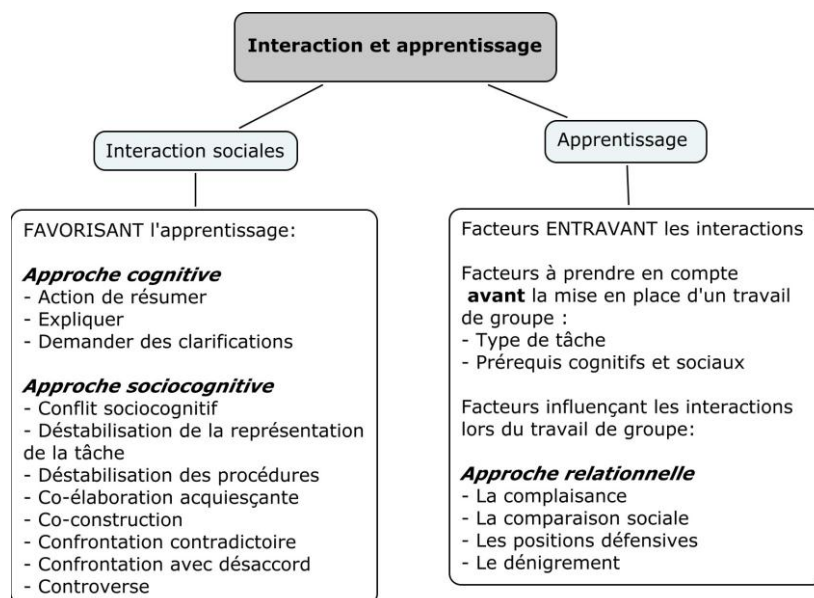 Interaction et apprentissage
Interaction sociales
Apprentissage
FAVORISANT l'apprentissage:
Approche cognitive
- Action de résumer
- Expliquer
- Demander des clarifications
Approche sociocognitive
- Conflit sociocognitif
- Déstabilisation de la représentation
de la tâche
- Déstabilisation des procédures
- Co-élaboration acquiesçante
- Co-construction
- Confrontation contradictoire
- Confrontation avec désaccord
- Controverse
Facteurs ENTRAVANT les interactions
Facteurs à prendre en compte
avant la mise en place d'un travail
de groupe :
- Type de tâche
- Prérequis cognitifs et sociaux
Facteurs influençant les interactions
lors du travail de groupe:
Approche relationnelle
- La complaisance
- La comparaison sociale
- Les positions défensives
- Le dénigrement